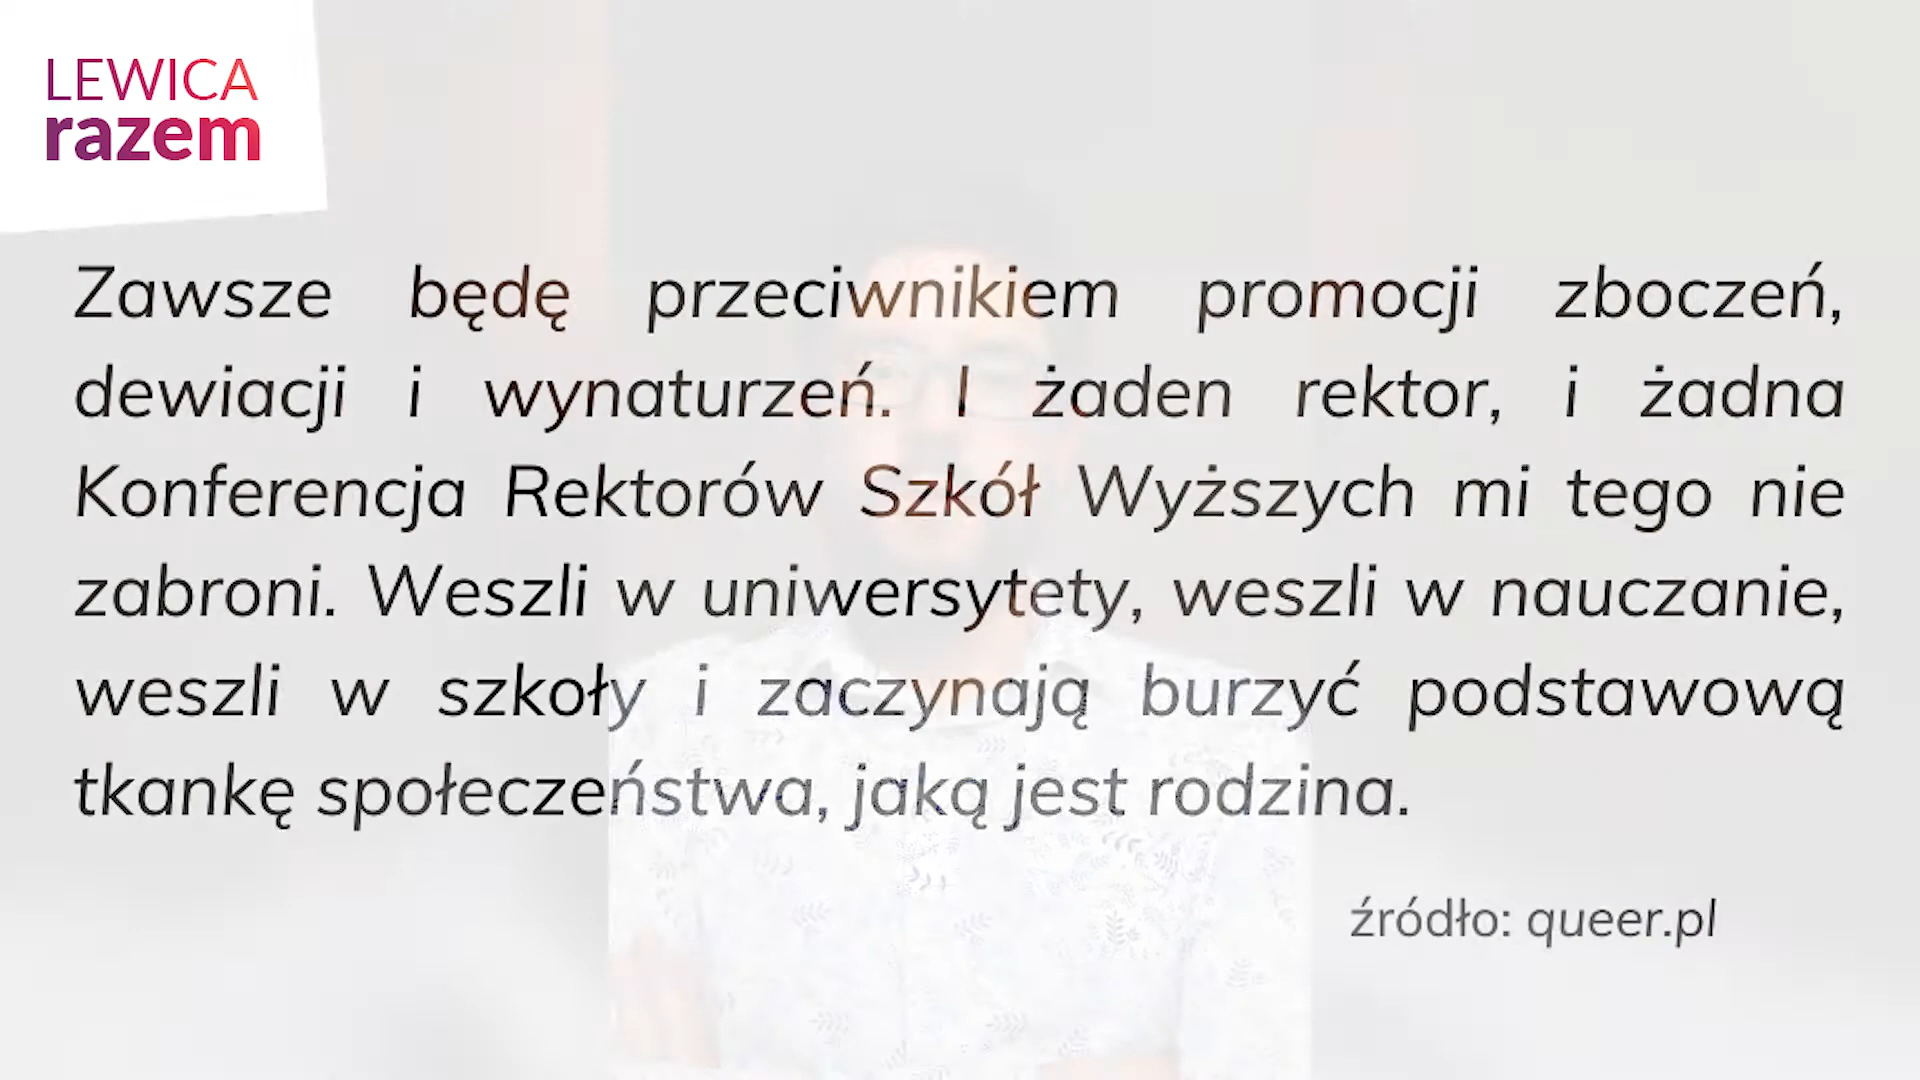 LEWICA
razem
Zawsze będę przeciwnikiem promocji zboczeń,
dewiacji i wynaturzeń. I żaden rektor, i żadna
Konferencja Rektorów Szkół Wyższych mi tego nie
zabroni. Weszli w uniwersytety, weszli w nauczanie,
weszli w szkoły i zaczynają burzyć podstawową
tkankę społeczeństwa, jaką jest rodzina.
źródło: queer.pl